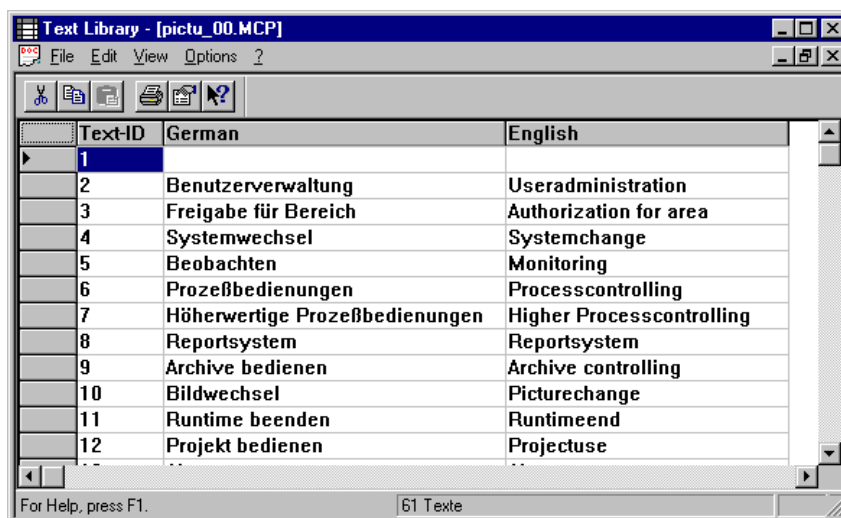 Text Library - [pictu_00.MCP]
File Edit View Options ?
Text-ID German English
1
2 Benutzerverwaltung Useradministration
3 Freigabe für Bereich Authorization for area
4 Systemwechsel Systemchange
5 Beobachten Monitoring
6 Prozeßbedienungen Processcontrolling
7 Höherwertige Prozeßbedienungen Higher Processcontrolling
8 Reportsystem Reportsystem
9 Archive bedienen Archive controlling
10 Bildwechsel Picturechange
11 Runtime beenden Runtimeend
12 Projekt bedienen Projectuse
For Help, press F1. 61 Texte